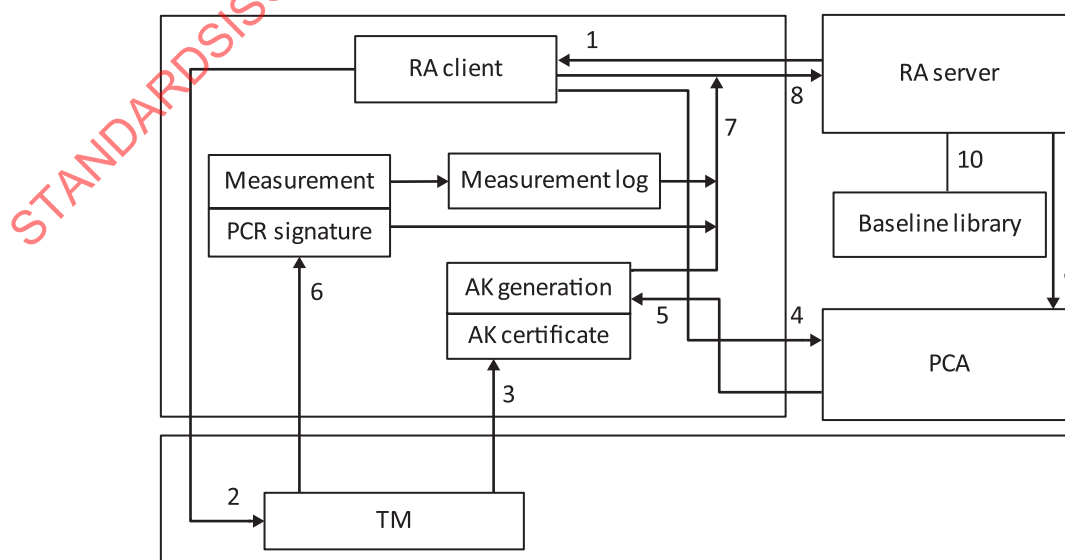 STANDARDSISO
1
RA client
RA server
8
7
10
Measurement
Measurement log
Baseline library
PCR signature
6
AK generation
5
4
AK certificate
PCA
3
2
TM